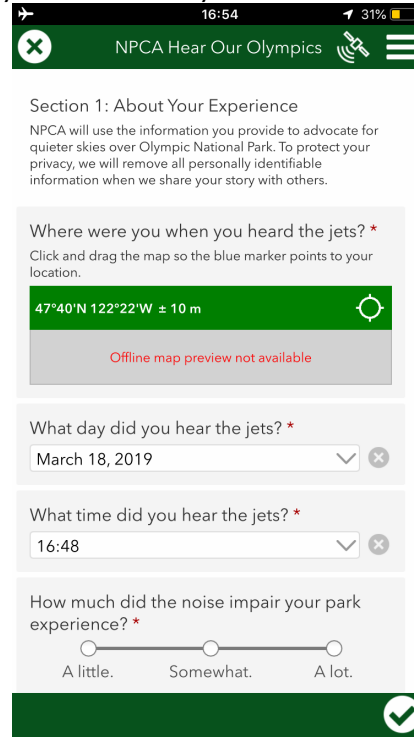 16:54
31%
NPCA Hear Our Olympics
Section 1: About Your Experience
NPCA will use the information you provide to advocate for
quieter skies over Olympic National Park. To protect your
privacy, we will remove all personally identifiable
information when we share your story with others.
Where were you when you heard the jets? *
Click and drag the map so the blue marker points to your
location.
47°40'N 122°22'W ± 10 m
Offline map preview not available
What day did you hear the jets? *
March 18, 2019
What time did you hear the jets? *
16:48
How much did the noise impair your park
experience? *
A little. Somewhat. A lot.